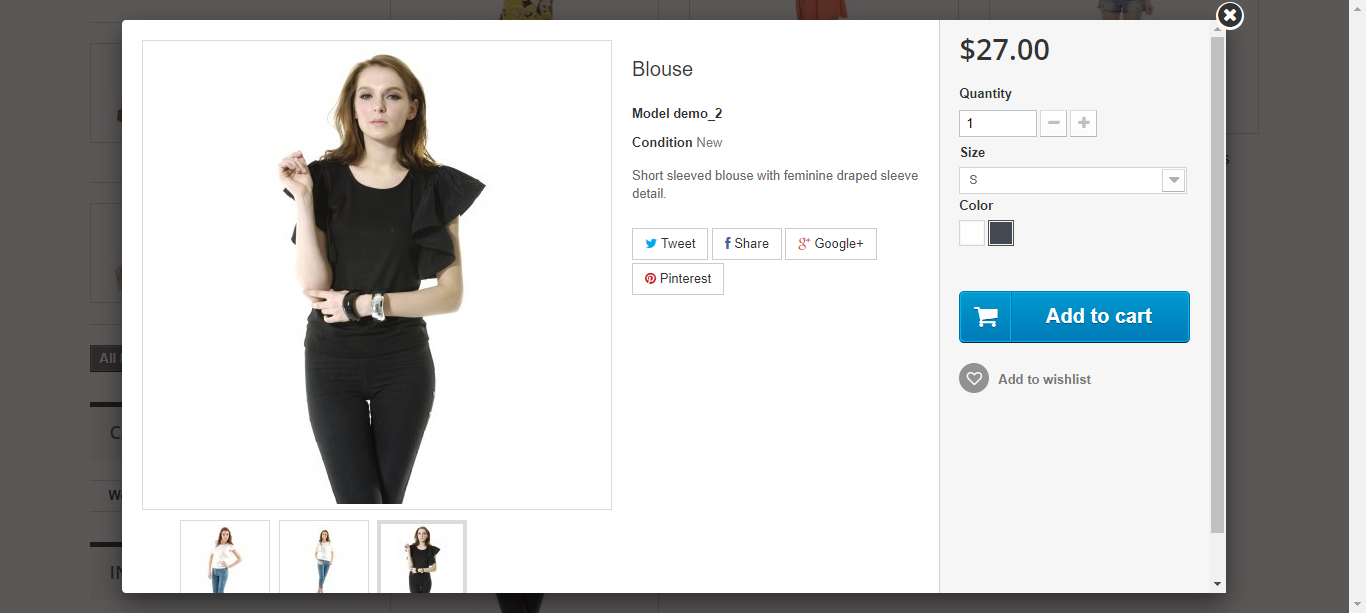 Blouse
Model demo_2
Condition New
Short sleeved blouse with feminine draped sleeve
detail.
Tweet
Share
Google+
Pinterest
$27.00
Quantity
1
Size
S
Color
Add to cart
Add to wishlist
All